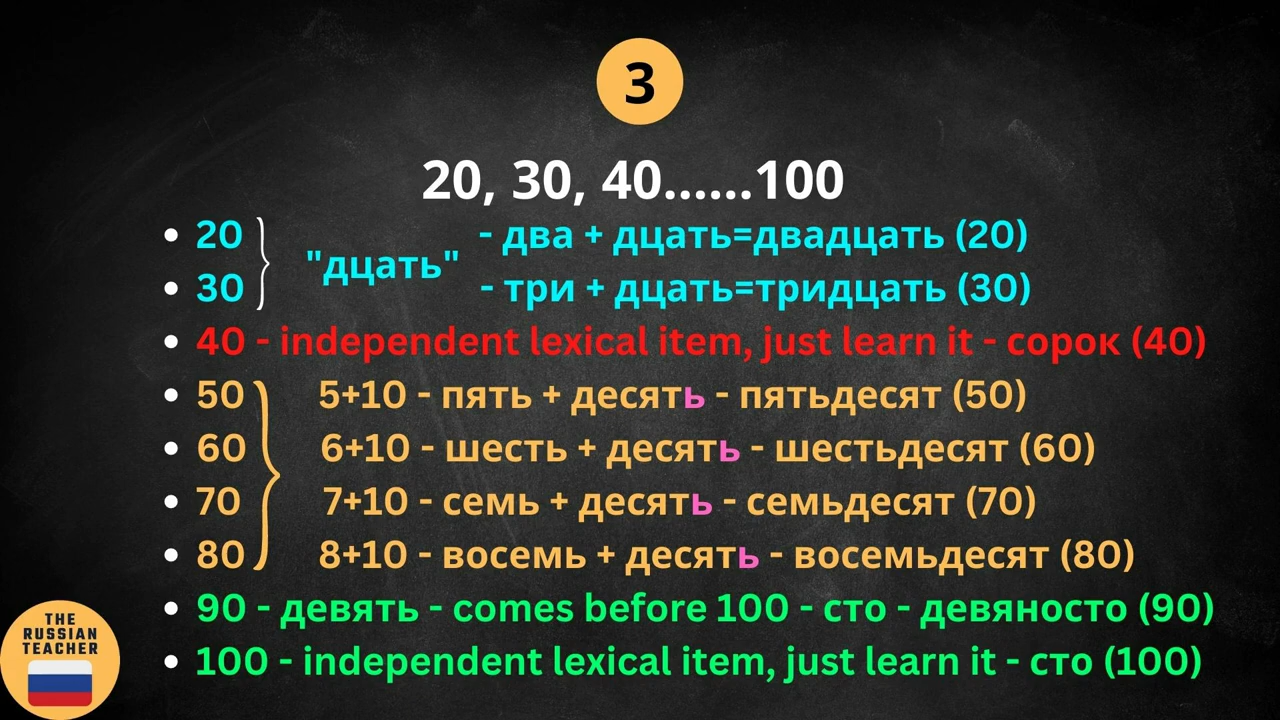 3
20, 30, 40......100
20 - два + дцать=двадцать (20)
"дцать"
30 - три + дцать=тридцать (30)
40 - independent lexical item, just learn it - сорок (40)
50 5+10 - пять + десять - пятьдесят (50)
60 6+10 - шесть + десять - шестьдесят (60)
70 7+10 - семь + десять - семьдесят (70)
80 8+10 - восемь + десять - восемьдесят (80)
90 - девять - comes before 100 - сто - девяносто (90)
100 - independent lexical item, just learn it - сто (100)
THE
RUSSIAN
TEACHER